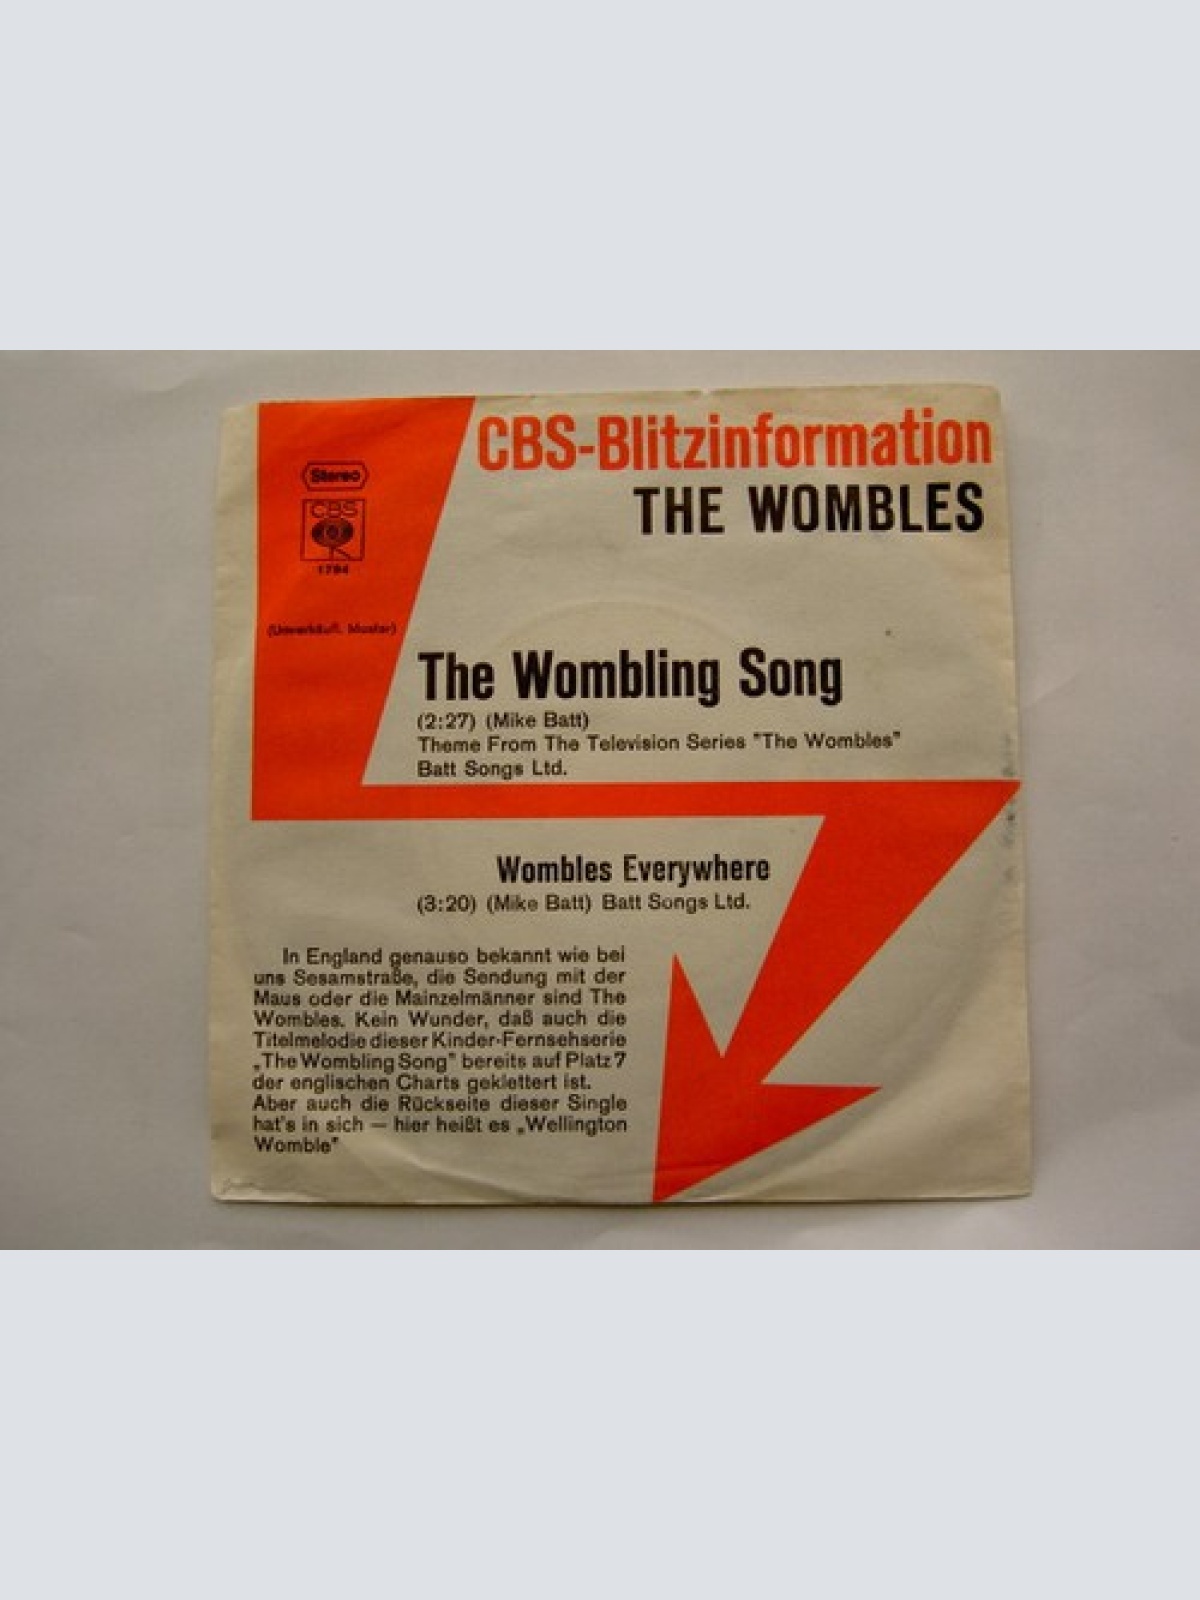 CBS-Blitzinformation
THE WOMBLES
Stereo
CBS
1794
(Unverkäufl. Muster)
The Wombling Song
(2:27) (Mike Batt)
Theme From The Television Series "The Wombles"
Batt Songs Ltd.
Wombles Everywhere
(3:20) (Mike Batt) Batt Songs Ltd.
In England genauso bekannt wie bei
uns Sesamstraße, die Sendung mit der
Maus oder die Mainzelmänner sind The
Wombles. Kein Wunder, daß auch die
Titelmelodie dieser Kinder-Fernsehserie
„The Wombling Song" bereits auf Platz 7
der englischen Charts geklettert ist.
Aber auch die Rückseite dieser Single
hat's in sich — hier heißt es „Wellington
Womble"